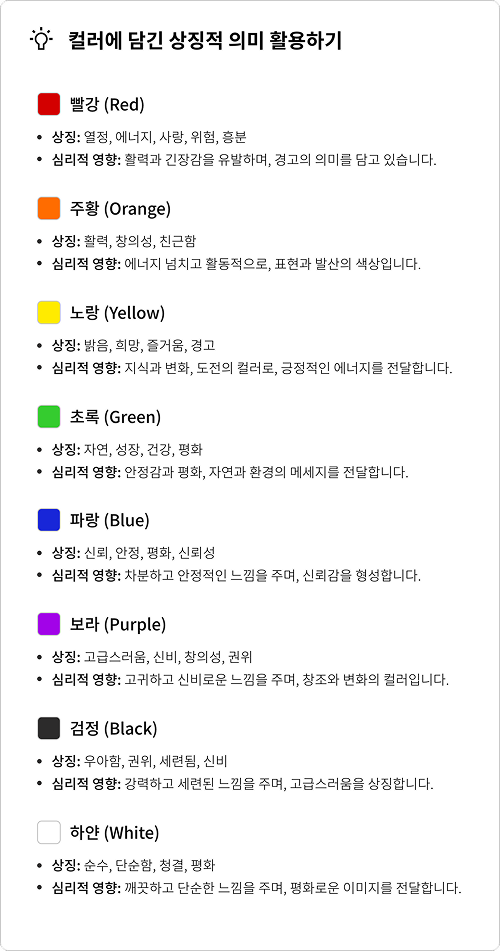 컬러에 담긴 상징적 의미 활용하기
빨강 (Red)
• 상징: 열정, 에너지, 사랑, 위험, 흥분
• 심리적 영향: 활력과 긴장감을 유발하며, 경고의 의미를 담고 있습니다.
주황 (Orange)
• 상징: 활력, 창의성, 친근함
• 심리적 영향: 에너지 넘치고 활동적으로, 표현과 발산의 색상입니다.
노랑 (Yellow)
• 상징: 밝음, 희망, 즐거움, 경고
• 심리적 영향: 지식과 변화, 도전의 컬러로, 긍정적인 에너지를 전달합니다.
초록 (Green)
• 상징: 자연, 성장, 건강, 평화
• 심리적 영향: 안정감과 평화, 자연과 환경의 메세지를 전달합니다.
파랑 (Blue)
• 상징: 신뢰, 안정, 평화, 신뢰성
• 심리적 영향: 차분하고 안정적인 느낌을 주며, 신뢰감을 형성합니다.
보라 (Purple)
• 상징: 고급스러움, 신비, 창의성, 권위
• 심리적 영향: 고귀하고 신비로운 느낌을 주며, 창조와 변화의 컬러입니다.
검정 (Black)
• 상징: 우아함, 권위, 세련됨, 신비
• 심리적 영향: 강력하고 세련된 느낌을 주며, 고급스러움을 상징합니다.
하얀 (White)
• 상징: 순수, 단순함, 청결, 평화
• 심리적 영향: 깨끗하고 단순한 느낌을 주며, 평화로운 이미지를 전달합니다.